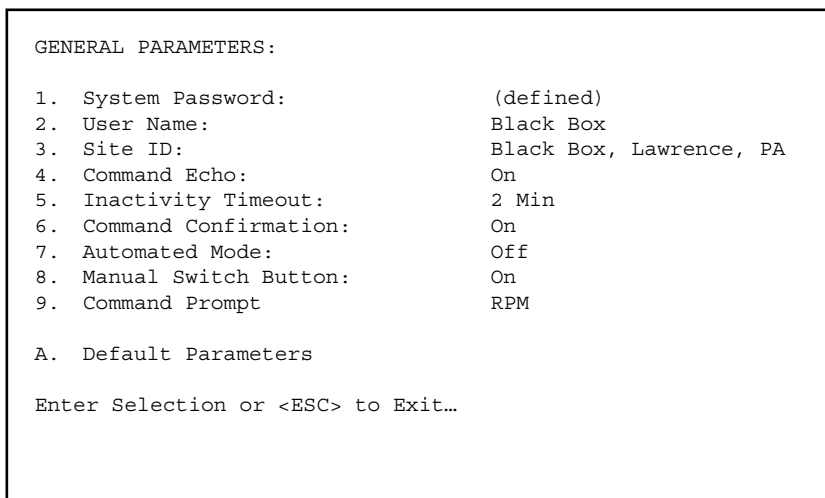 GENERAL PARAMETERS:
1. System Password: (defined)
2. User Name: Black Box
3. Site ID: Black Box, Lawrence, PA
4. Command Echo: On
5. Inactivity Timeout: 2 Min
6. Command Confirmation: On
7. Automated Mode: Off
8. Manual Switch Button: On
9. Command Prompt RPM
A. Default Parameters
Enter Selection or <ESC> to Exit…